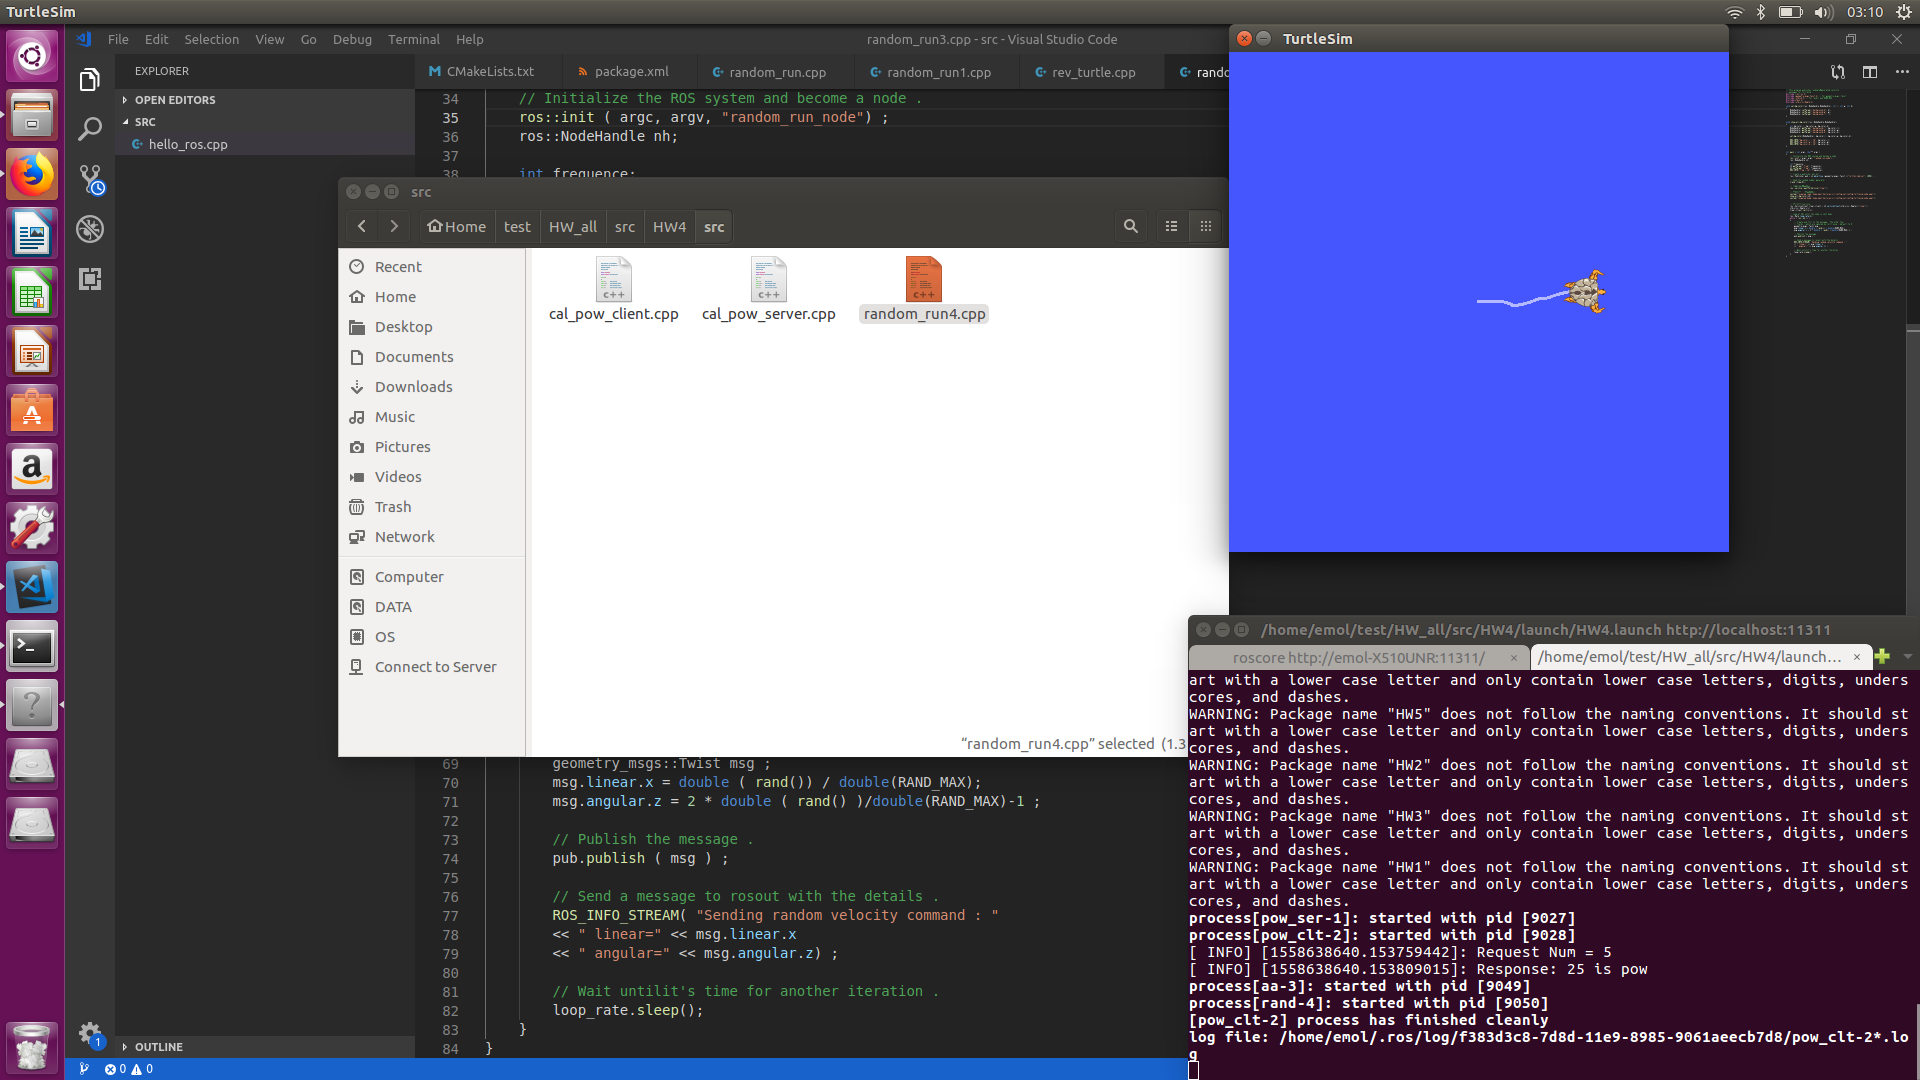 TurtleSim
03:10
File Edit Selection View Go Debug Terminal Help
random_run3.cpp - src - Visual Studio Code
EXPLORER
OPEN EDITORS
SRC
hello_ros.cpp
OUTLINE
CMakeLists.txt package.xml random_run.cpp random_run1.cpp rev_turtle.cpp rando
34 // Initialize the ROS system and become a node .
35 ros::init ( argc, argv, "random_run_node") ;
36 ros::NodeHandle nh;
37
38 int frequence;
src
Home test HW_all src HW4 src
Recent
Home
Desktop
Documents
Downloads
Music
Pictures
Videos
Trash
Network
Computer
DATA
OS
Connect to Server
cal_pow_client.cpp cal_pow_server.cpp random_run4.cpp
“random_run4.cpp” selected (1.3
69 geometry_msgs::Twist msg ;
70 msg.linear.x = double ( rand()) / double(RAND_MAX);
71 msg.angular.z = 2 * double ( rand() )/double(RAND_MAX)-1 ;
72
73 // Publish the message .
74 pub.publish ( msg ) ;
75
76 // Send a message to rosout with the details .
77 ROS_INFO_STREAM( "Sending random velocity command : "
78 << " linear=" << msg.linear.x
79 << " angular=" << msg.angular.z) ;
80
81 // Wait untilit's time for another iteration .
82 loop_rate.sleep();
83 }
84 }
1
0 0
TurtleSim
/home/emol/test/HW_all/src/HW4/launch/HW4.launch http://localhost:11311
roscore http://emol-X510UNR:11311/ × /home/emol/test/HW_all/src/HW4/launch... ×
art with a lower case letter and only contain lower case letters, digits, unders
cores, and dashes.
WARNING: Package name "HW5" does not follow the naming conventions. It should st
art with a lower case letter and only contain lower case letters, digits, unders
cores, and dashes.
WARNING: Package name "HW2" does not follow the naming conventions. It should st
art with a lower case letter and only contain lower case letters, digits, unders
cores, and dashes.
WARNING: Package name "HW3" does not follow the naming conventions. It should st
art with a lower case letter and only contain lower case letters, digits, unders
cores, and dashes.
WARNING: Package name "HW1" does not follow the naming conventions. It should st
art with a lower case letter and only contain lower case letters, digits, unders
cores, and dashes.
process[pow_ser-1]: started with pid [9027]
process[pow_clt-2]: started with pid [9028]
[ INFO] [1558638640.153759442]: Request Num = 5
[ INFO] [1558638640.153809015]: Response: 25 is pow
process[aa-3]: started with pid [9049]
process[rand-4]: started with pid [9050]
[pow_clt-2] process has finished cleanly
log file: /home/emol/.ros/log/f383d3c8-7d8d-11e9-8985-9061aeecb7d8/pow_clt-2*.lo
g